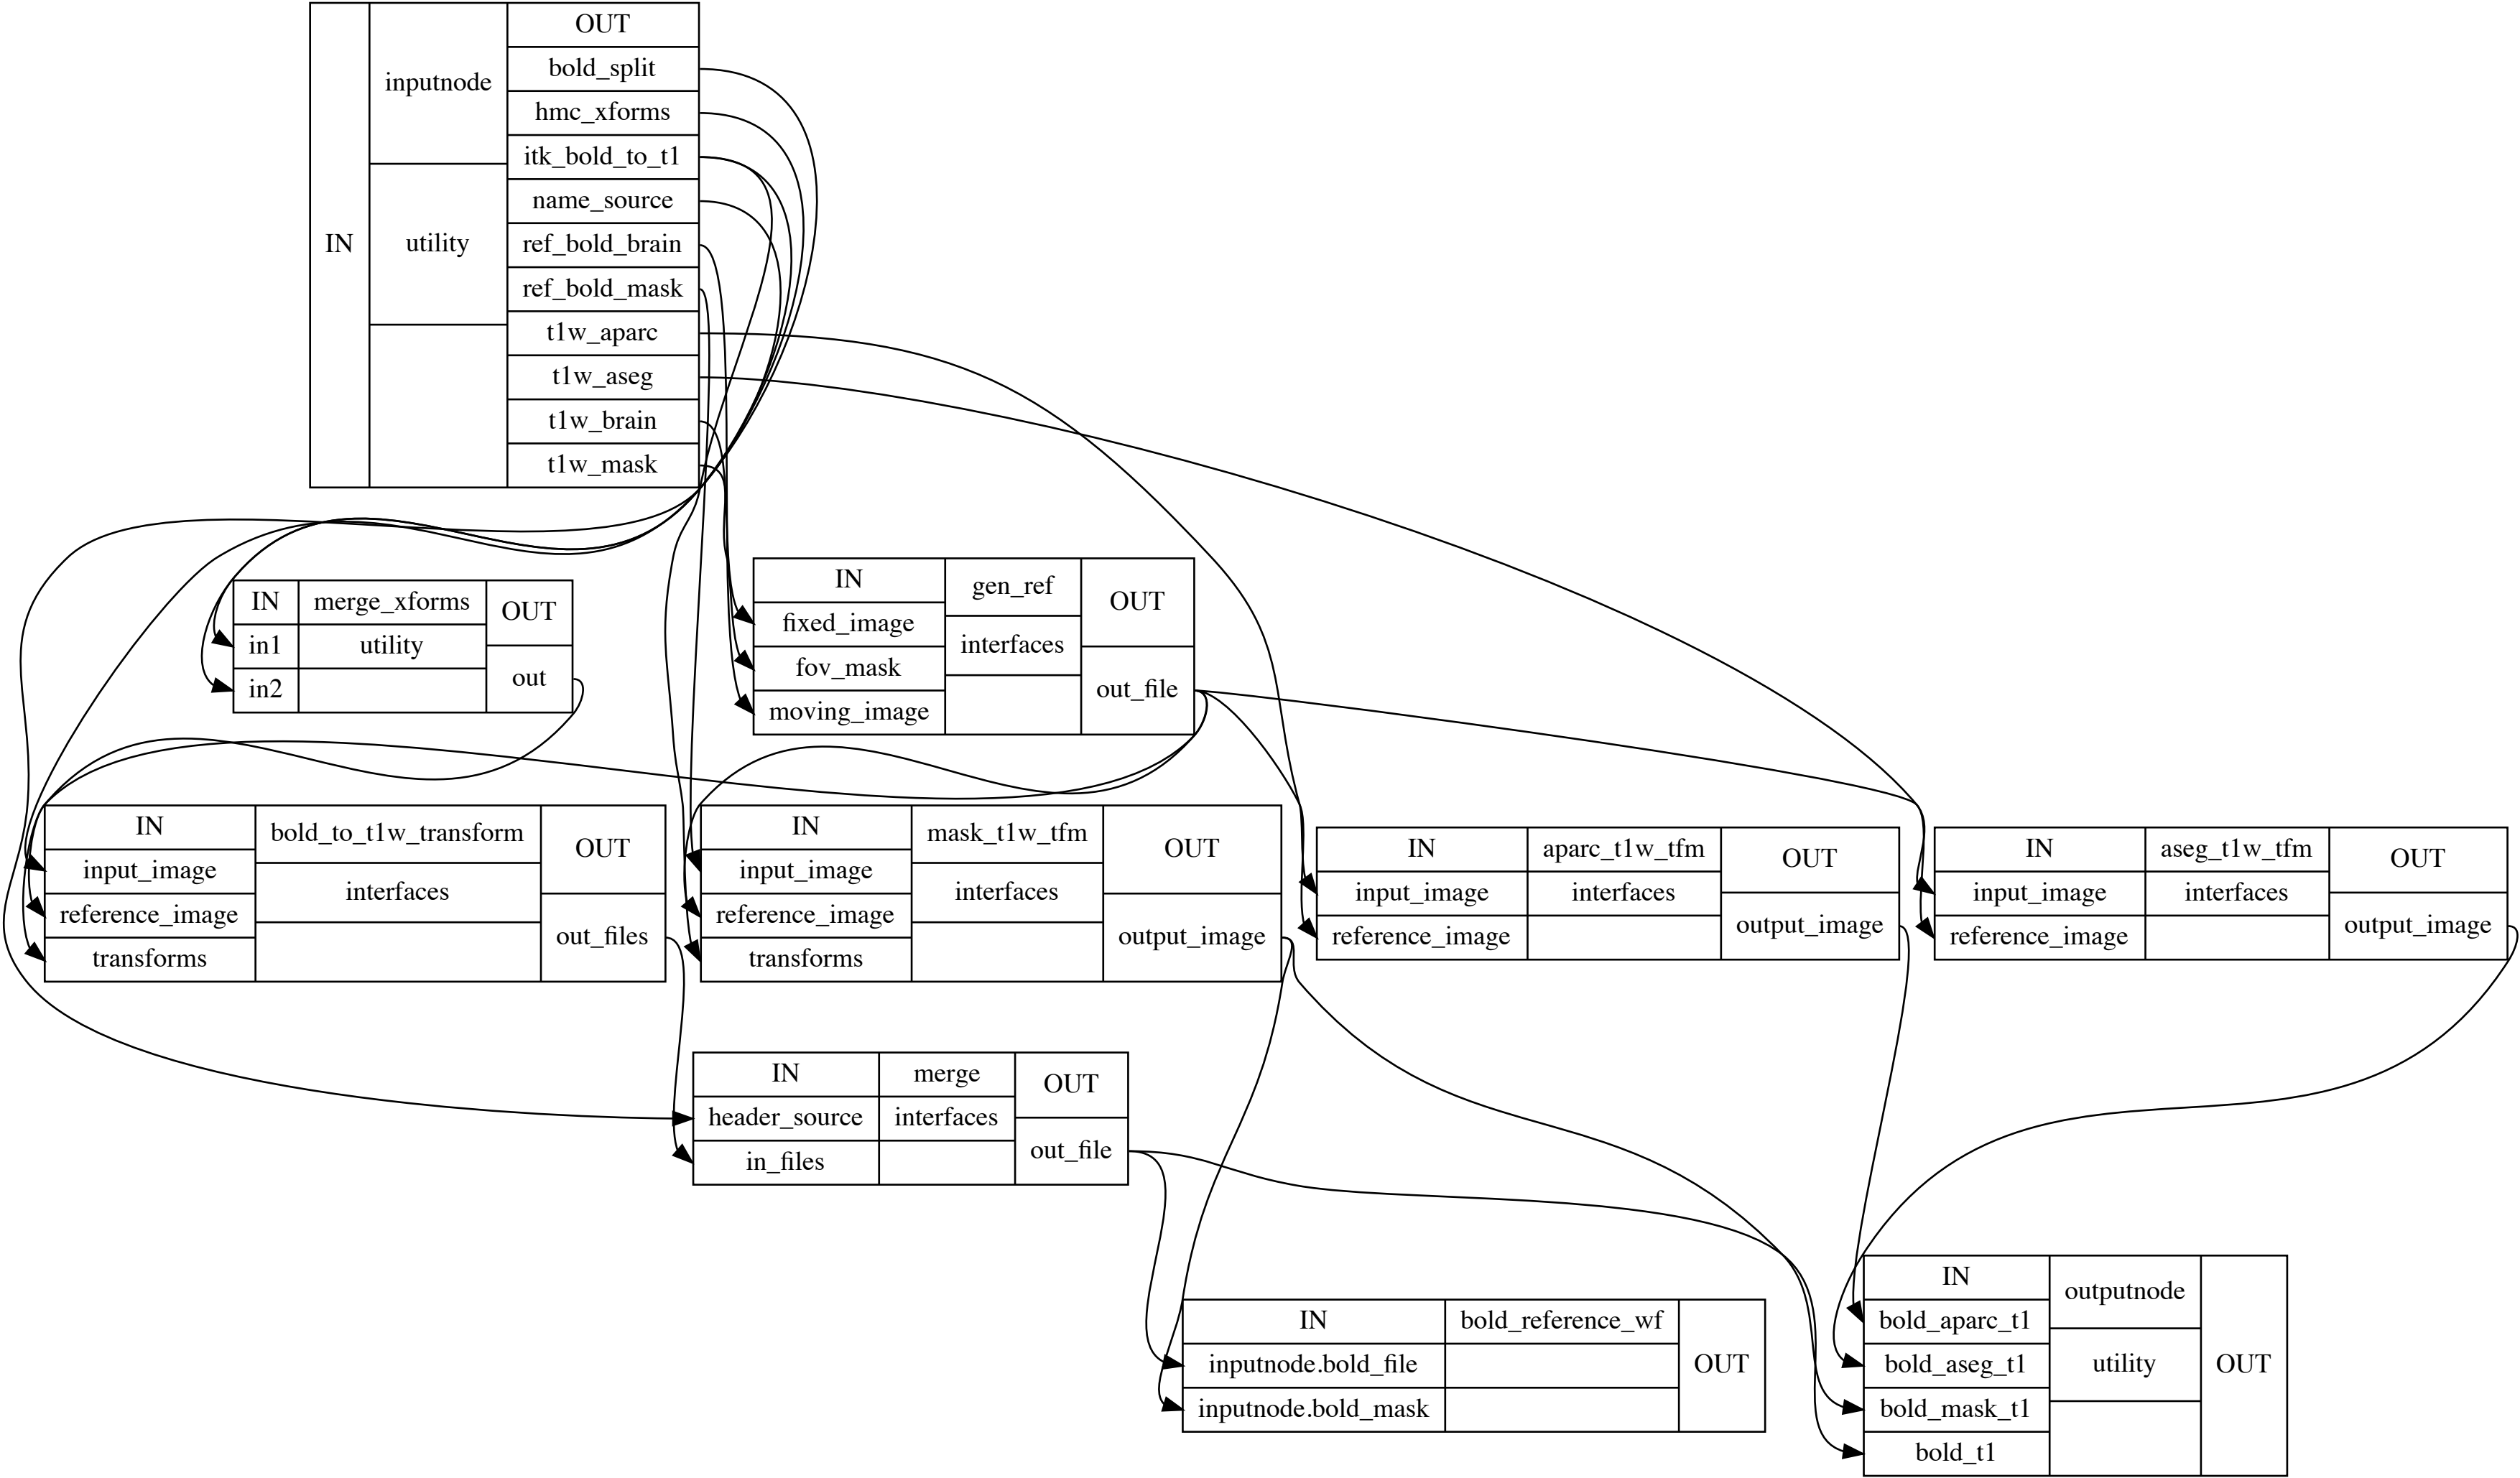 IN
inputnode
utility
OUT
bold_split
hmc_xforms
itk_bold_to_t1
name_source
ref_bold_brain
ref_bold_mask
t1w_aparc
t1w_aseg
t1w_brain
t1w_mask
IN
in1
in2
merge_xforms
utility
OUT
out
IN
fixed_image
fov_mask
moving_image
gen_ref
interfaces
OUT
out_file
IN
input_image
reference_image
transforms
bold_to_t1w_transform
interfaces
OUT
out_files
IN
input_image
reference_image
transforms
mask_t1w_tfm
interfaces
OUT
output_image
IN
input_image
reference_image
aparc_t1w_tfm
interfaces
OUT
output_image
IN
input_image
reference_image
aseg_t1w_tfm
interfaces
OUT
output_image
IN
header_source
in_files
merge
interfaces
OUT
out_file
IN
inputnode.bold_file
inputnode.bold_mask
bold_reference_wf
OUT
IN
bold_aparc_t1
bold_aseg_t1
bold_mask_t1
bold_t1
outputnode
utility
OUT